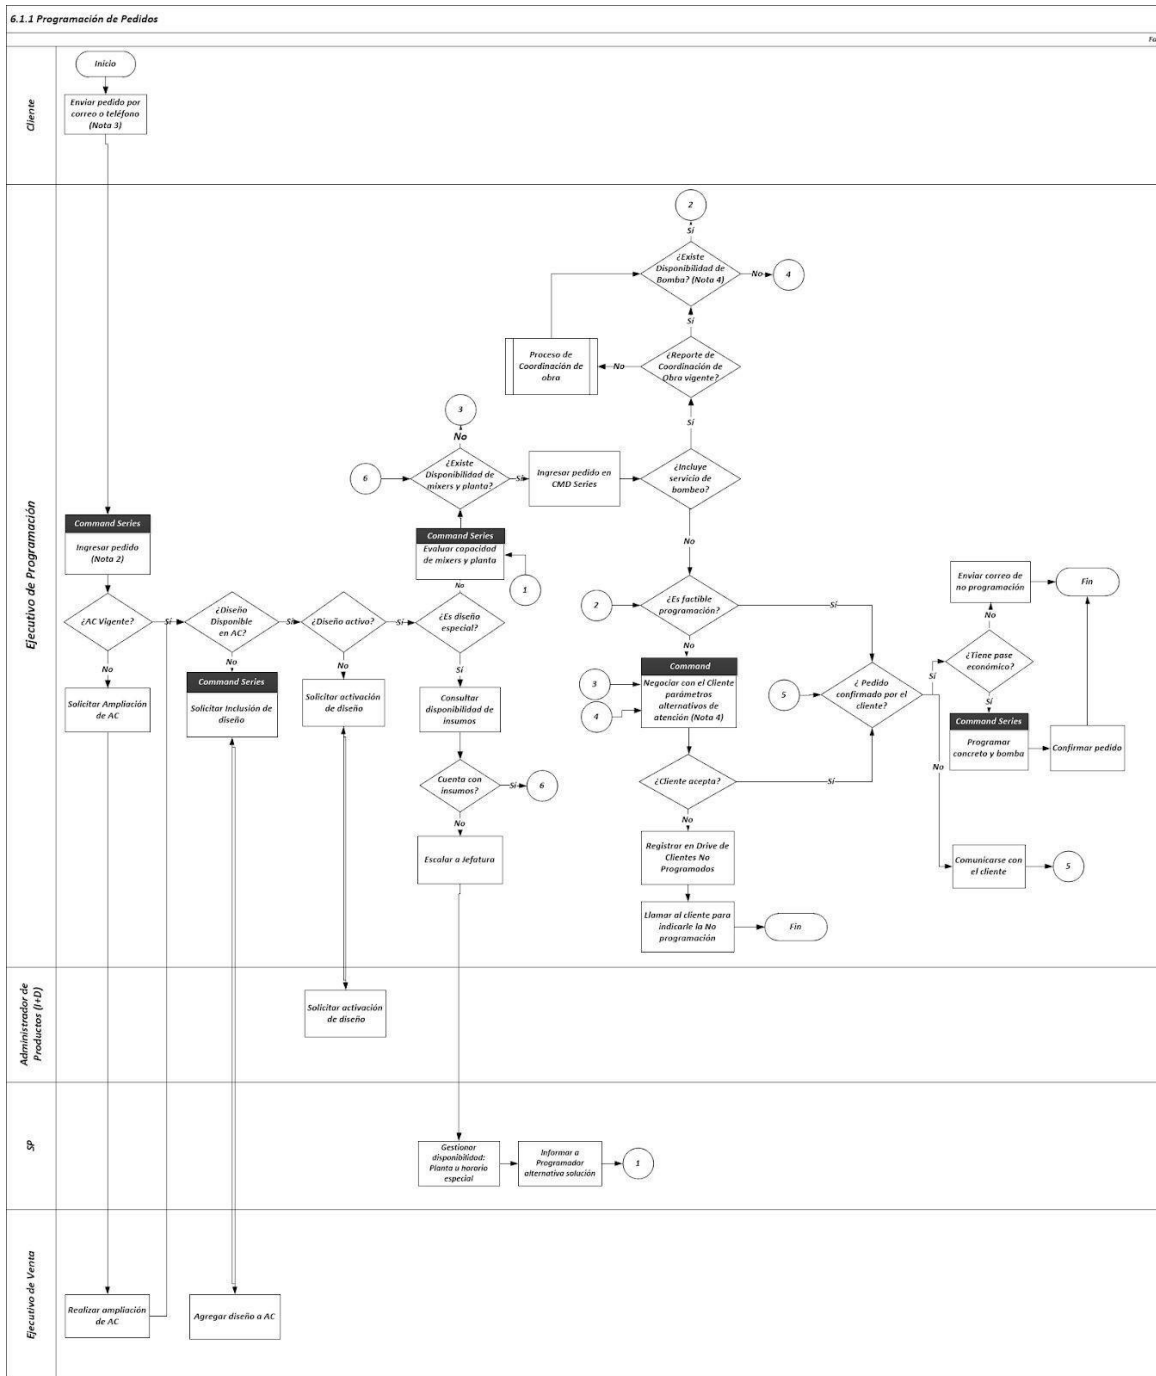 6.1.1 Programación de Pedidos
Fa
Cliente
Inicio
Enviar pedido por
correo o teléfono
(Nota 3)
Ejecutivo de Programación
2
Sí
¿Existe
Disponibilidad de
Bomba? (Nota 4)
No
4
Sí
Proceso de
Coordinación de
obra
No
¿Reporte de
Coordinación de
Obra vigente?
Sí
3
No
6
¿Existe
Disponibilidad de
mixers y planta?
Sí
Ingresar pedido en
CMD Series
¿Incluye
servicio de
bombeo?
No
Command Series
Ingresar pedido
(Nota 2)
Command Series
Evaluar capacidad
de mixers y planta
1
No
¿AC Vigente?
Sí
¿Diseño
Disponible
en AC?
Sí
¿Diseño activo?
Sí
¿Es diseño
especial?
2
¿Es factible
programación?
Sí
Enviar correo de
no programación
Fin
No
No
No
Sí
No
No
Solicitar Ampliación
de AC
Command Series
Solicitar Inclusión de
diseño
Solicitar activación
de diseño
Consultar
disponibilidad de
insumos
Command
Negociar con el Cliente
parámetros
alternativos de
atención (Nota 4)
3
4
5
¿ Pedido
confirmado por el
cliente?
Sí
¿Tiene pase
económico?
Sí
Command Series
Programar
concreto y bomba
Confirmar pedido
No
Cuenta con
insumos?
Sí
6
¿Cliente acepta?
Sí
No
No
Escalar a Jefatura
Registrar en Drive de
Clientes No
Programados
Comunicarse con
el cliente
5
Llamar al cliente para
indicarle la No
programación
Fin
Administrador de
Productos (I+D)
Solicitar activación
de diseño
SP
Gestionar
disponibilidad:
Planta u horario
especial
Informar a
Programador
alternativa solución
1
Ejecutivo de Venta
Realizar ampliación
de AC
Agregar diseño a AC